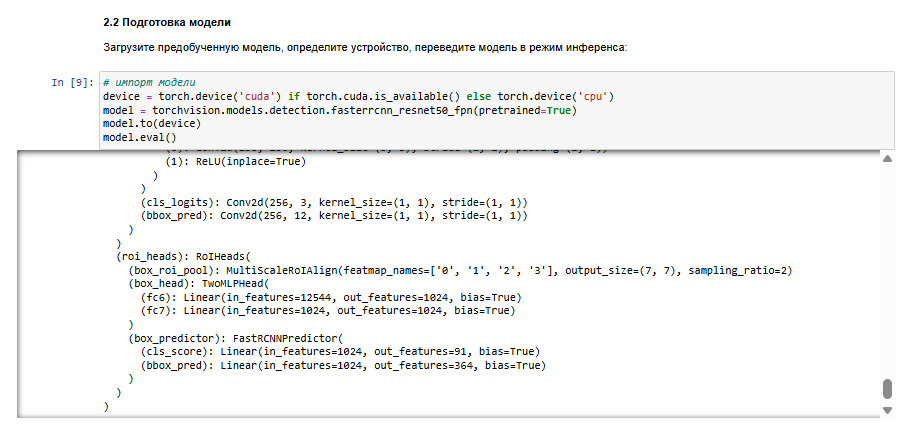 2.2 Подготовка модели
Загрузите предобученную модель, определите устройство, переведите модель в режим инференса:
In [9]: # импорт модели
device = torch.device('cuda') if torch.cuda.is_available() else torch.device('cpu')
model = torchvision.models.detection.fasterrcnn_resnet50_fpn(pretrained=True)
model.to(device)
model.eval()
(1): ReLU(inplace=True)
)
)
(cls_logits): Conv2d(256, 3, kernel_size=(1, 1), stride=(1, 1))
(bbox_pred): Conv2d(256, 12, kernel_size=(1, 1), stride=(1, 1))
)
)
(roi_heads): RoIHeads(
(box_roi_pool): MultiScaleRoIAlign(featmap_names=['0', '1', '2', '3'], output_size=(7, 7), sampling_ratio=2)
(box_head): TwoMLPHead(
(fc6): Linear(in_features=12544, out_features=1024, bias=True)
(fc7): Linear(in_features=1024, out_features=1024, bias=True)
)
(box_predictor): FastRCNNPredictor(
(cls_score): Linear(in_features=1024, out_features=91, bias=True)
(bbox_pred): Linear(in_features=1024, out_features=364, bias=True)
)
)
)